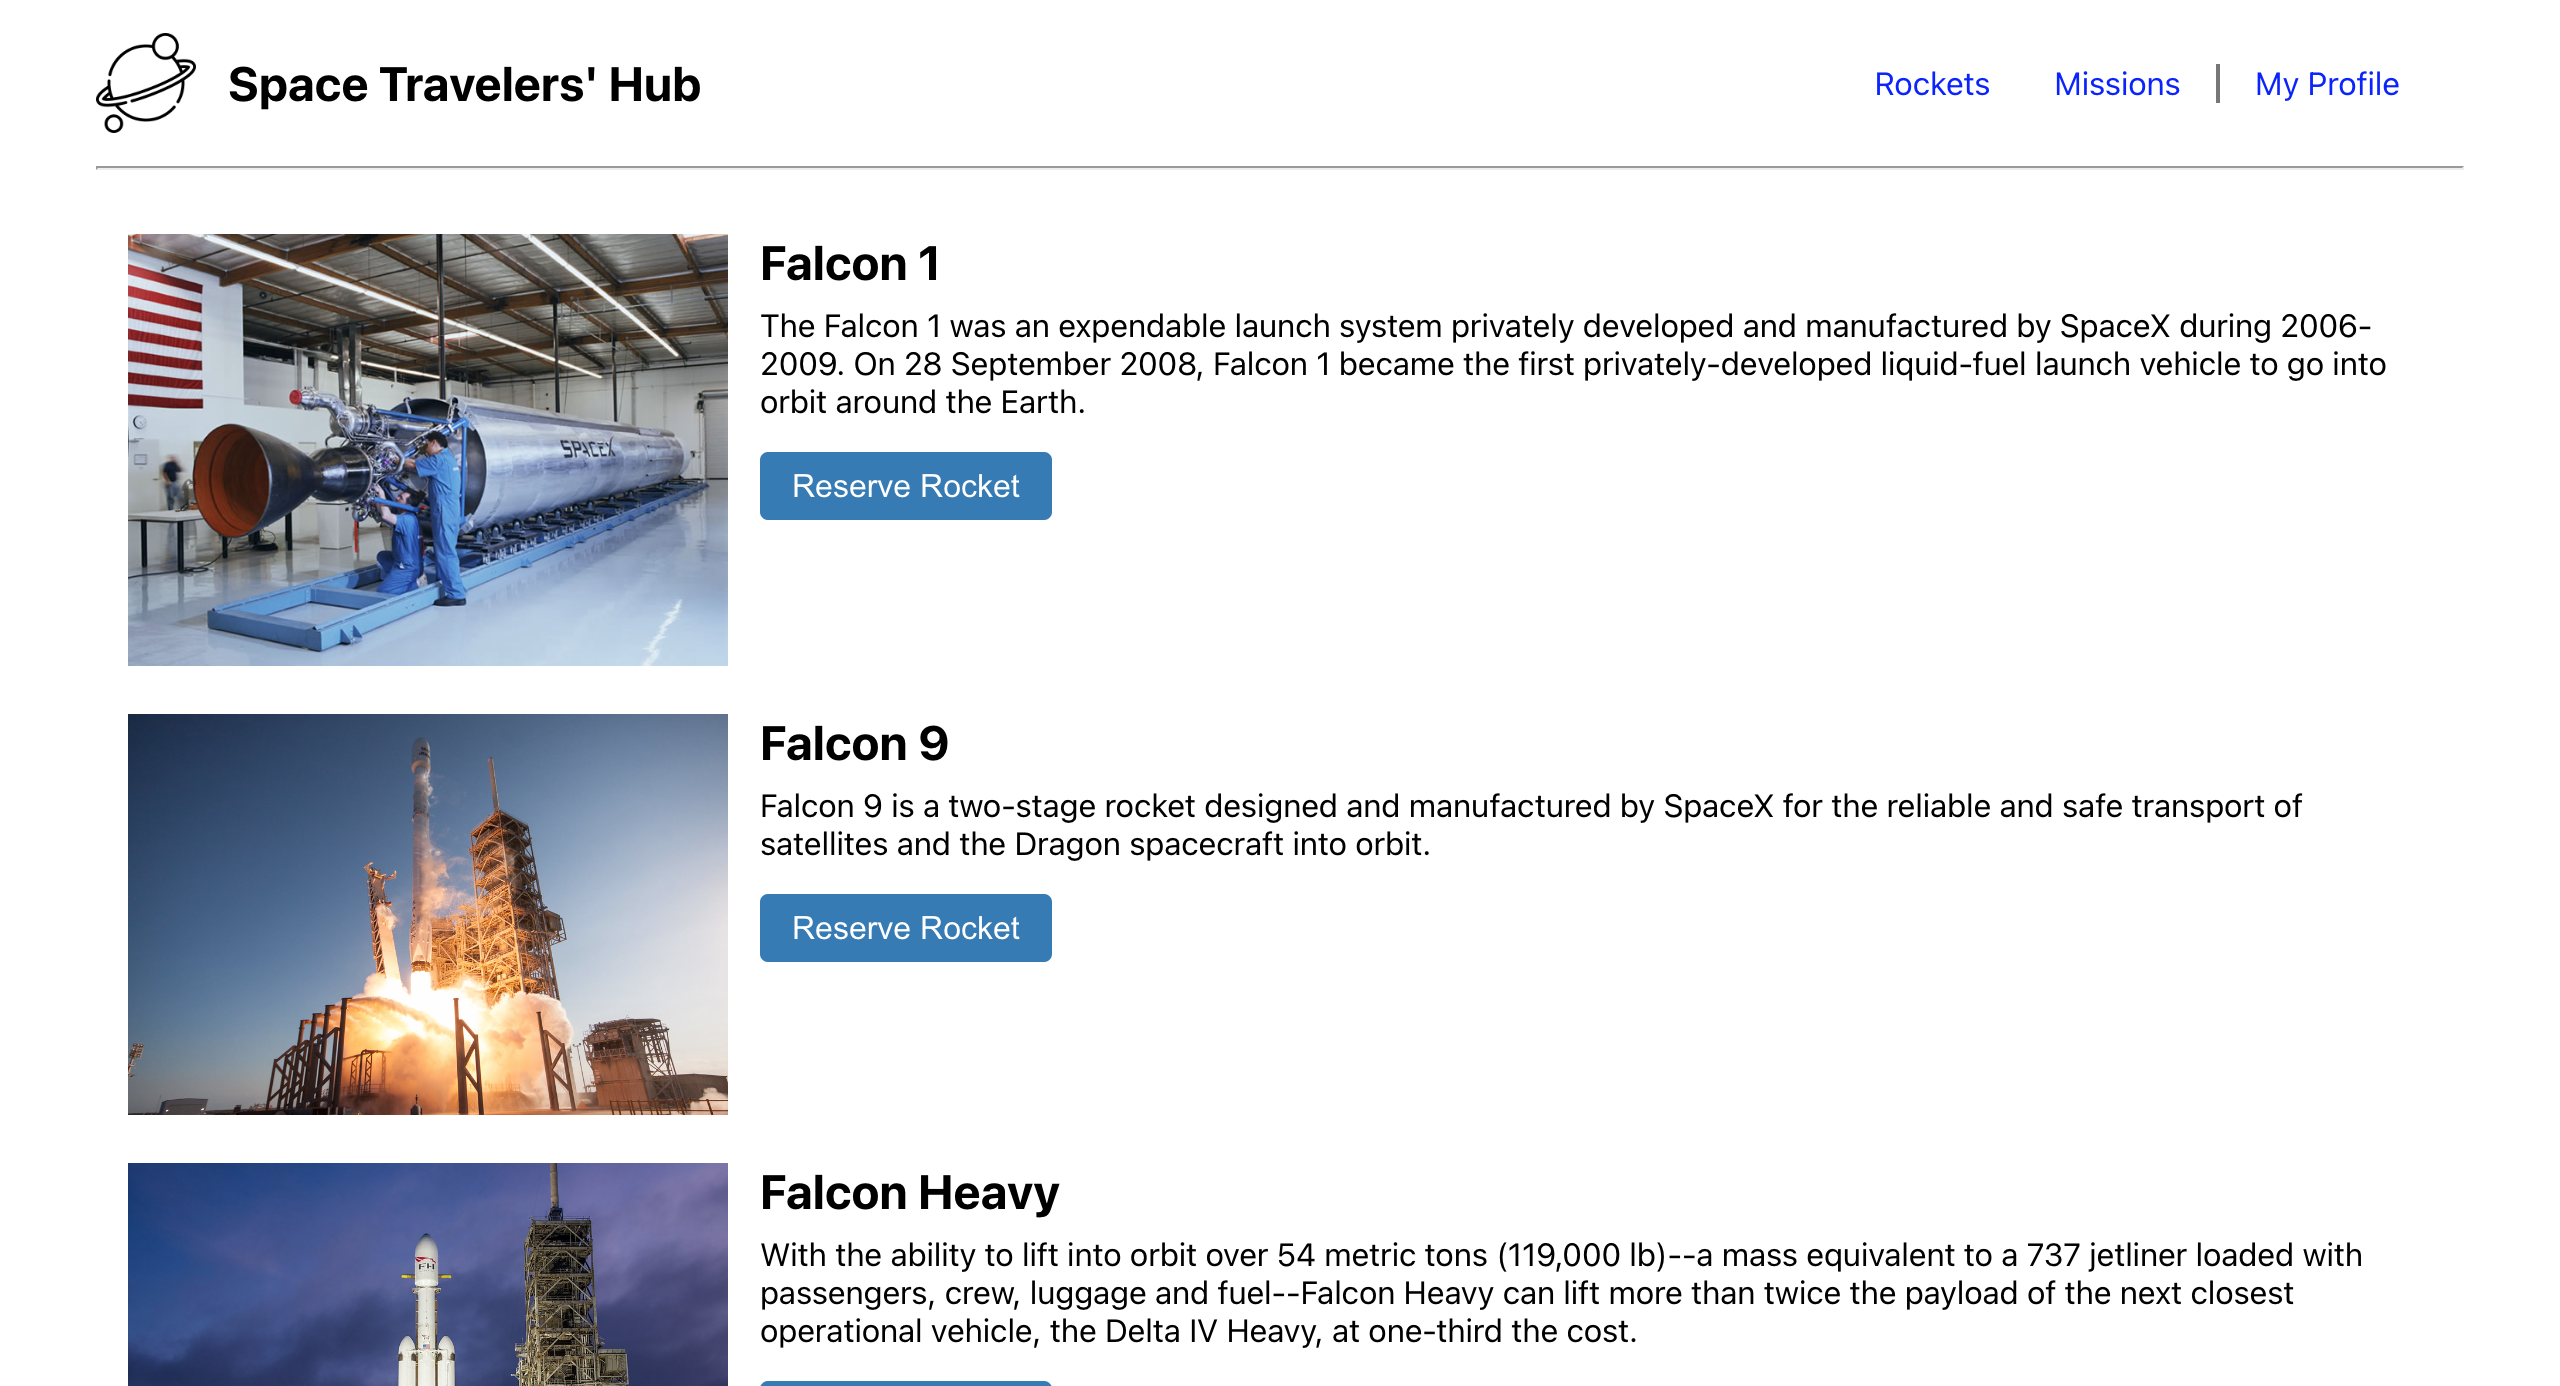 Space Travelers' Hub
Rockets
Missions
My Profile
Falcon 1
The Falcon 1 was an expendable launch system privately developed and manufactured by SpaceX during 2006-
2009. On 28 September 2008, Falcon 1 became the first privately-developed liquid-fuel launch vehicle to go into
orbit around the Earth.
Reserve Rocket
SPACEX
Falcon 9
Falcon 9 is a two-stage rocket designed and manufactured by SpaceX for the reliable and safe transport of
satellites and the Dragon spacecraft into orbit.
Reserve Rocket
Falcon Heavy
With the ability to lift into orbit over 54 metric tons (119,000 lb)--a mass equivalent to a 737 jetliner loaded with
passengers, crew, luggage and fuel--Falcon Heavy can lift more than twice the payload of the next closest
operational vehicle, the Delta IV Heavy, at one-third the cost.
FH